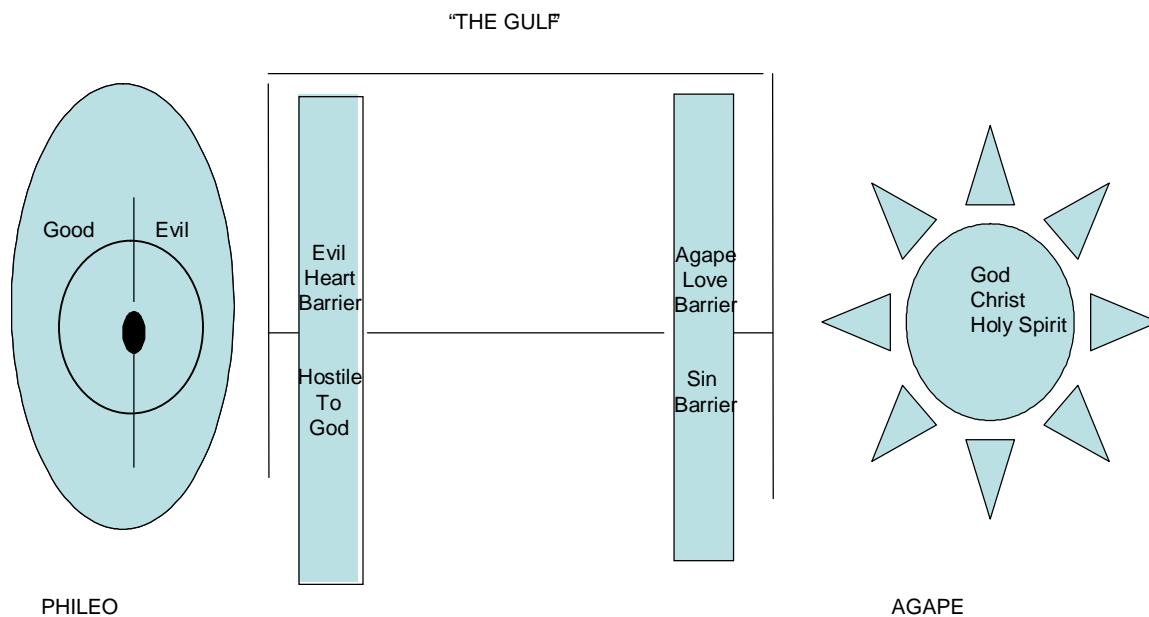 “THE GULF”
Good
Evil
Evil
Heart
Barrier
Hostile
To
God
Agape
Love
Barrier
Sin
Barrier
God
Christ
Holy Spirit
PHILEO
AGAPE